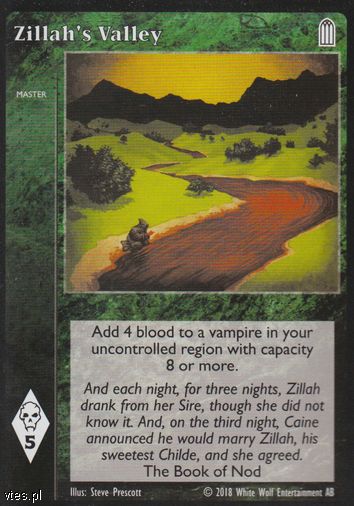 Zillah's Valley
MASTER
Add 4 blood to a vampire in your
uncontrolled region with capacity
8 or more.
And each night, for three nights, Zillah
drank from her Sire, though she did not
know it. And, on the third night, Caine
announced he would marry Zillah, his
sweetest Childe, and she agreed.
The Book of Nod
5
vtes.pl
Illus: Steve Prescott
© 2018 White Wolf Entertainment AB